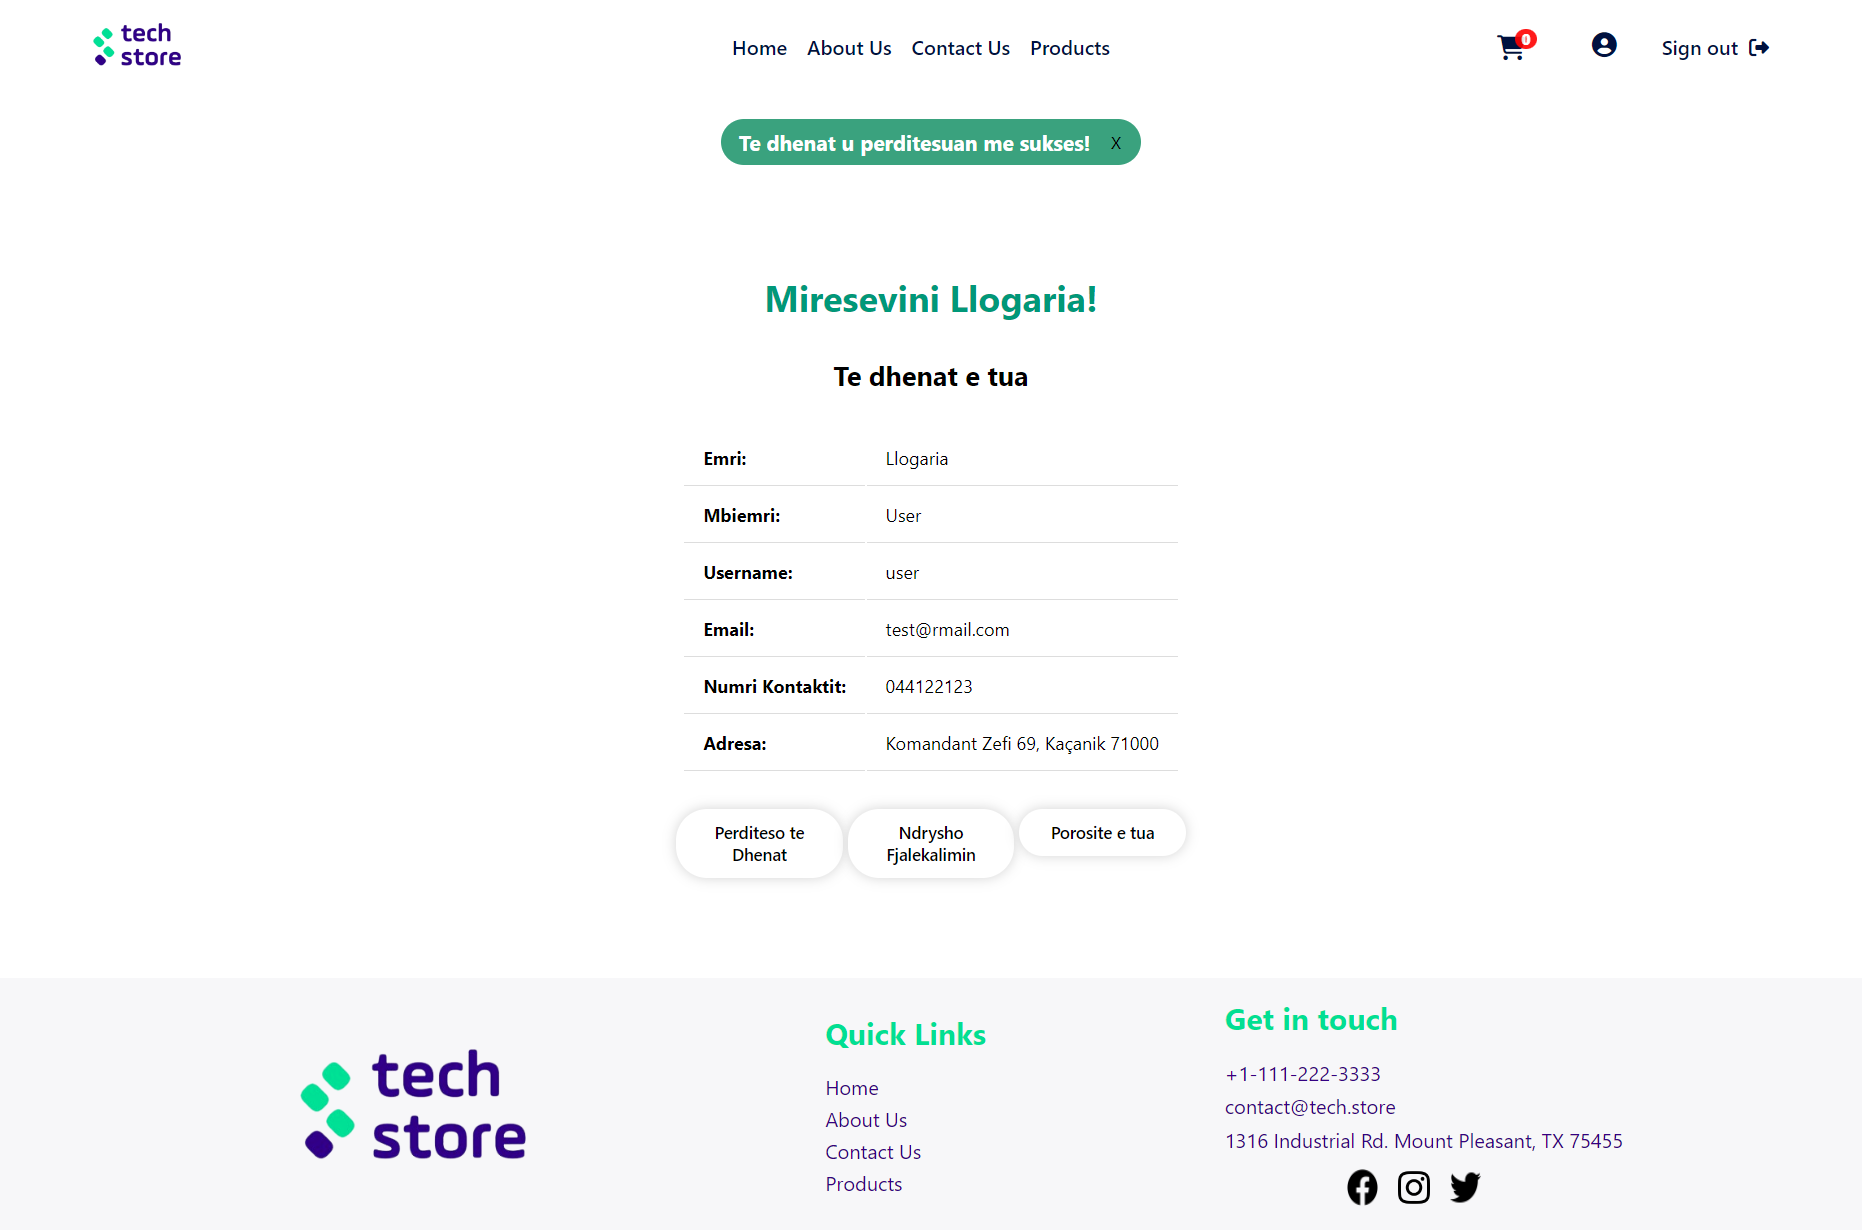 tech
store
Home About Us Contact Us Products
0
Sign out
Te dhenat u perditesuan me sukses! X
Miresevini Llogaria!
Te dhenat e tua
Emri: Llogaria
Mbiemri: User
Username: user
Email: test@rmail.com
Numri Kontaktit: 044122123
Adresa: Komandant Zefi 69, Kaçanik 71000
Perditeso te
Dhenat
Ndrysho
Fjalekalimin
Porosite e tua
tech
store
Quick Links
Home
About Us
Contact Us
Products
Get in touch
+1-111-222-3333
contact@tech.store
1316 Industrial Rd. Mount Pleasant, TX 75455